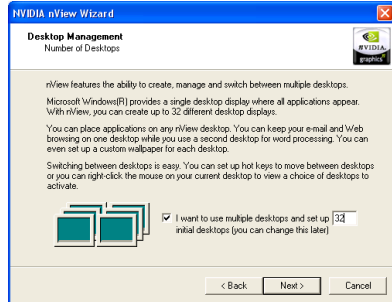 NVIDIA nView Wizard
Desktop Management
Number of Desktops
NVIDIA.
graphics
nView features the ability to create, manage and switch between multiple desktops.
Microsoft Windows(R) provides a single desktop display where all applications appear.
With nView, you can create up to 32 different desktop displays.
You can place applications on any nView desktop. You can keep your e-mail and Web
browsing on one desktop while you use a second desktop for word processing. You can
even set up a custom wallpaper for each desktop.
Switching between desktops is easy. You can set up hot keys to move between desktops
or you can right-click the mouse on your current desktop to view a choice of desktops to
activate.
I want to use multiple desktops and set up 32
initial desktops (you can change this later)
< Back Next > Cancel